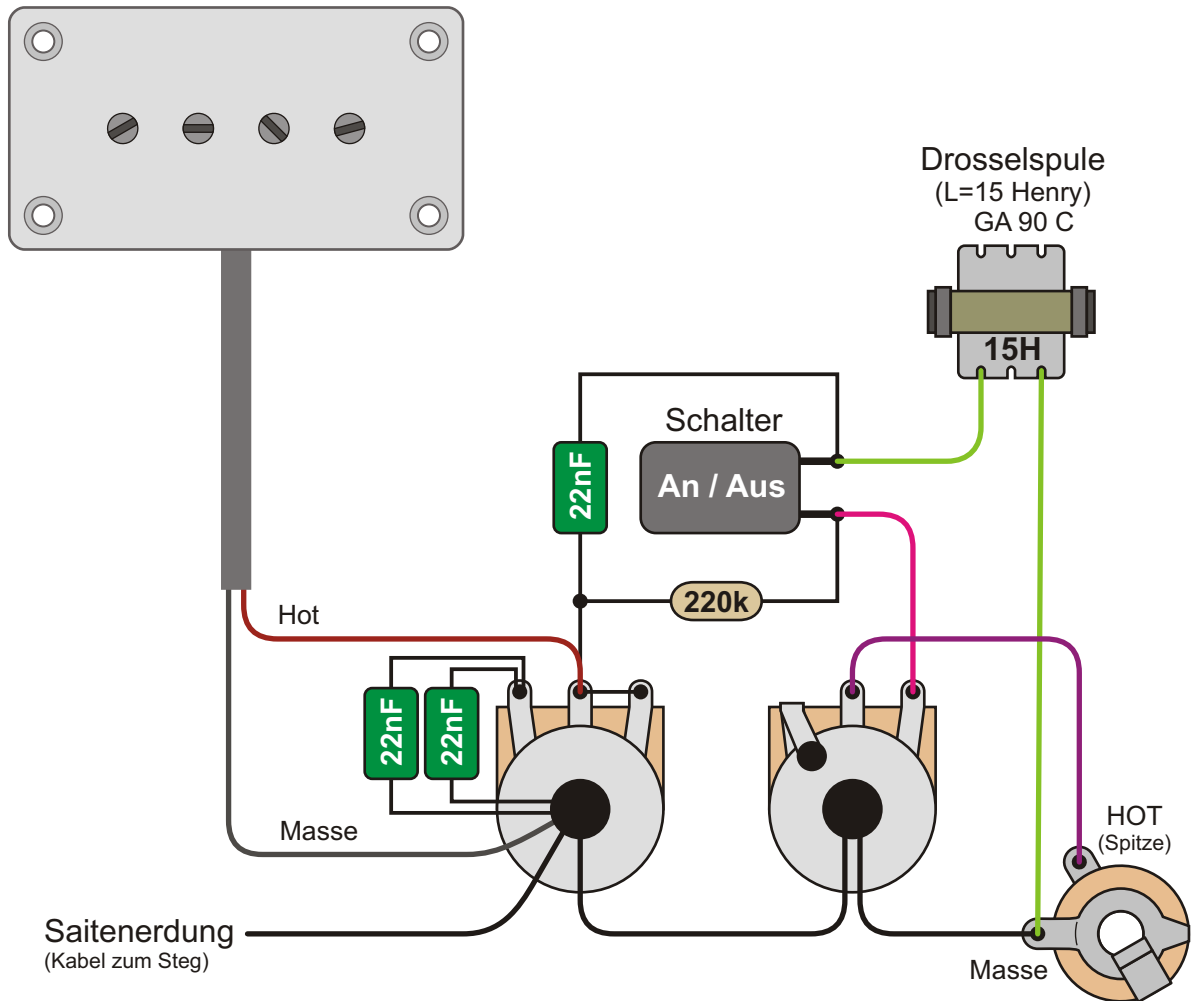 Drosselspule
(L=15 Henry)
GA 90 C
15H
Schalter
An / Aus
22nF
220k
Hot
22nF
22nF
Masse
HOT
(Spitze)
Saitenerdung
(Kabel zum Steg)
Masse